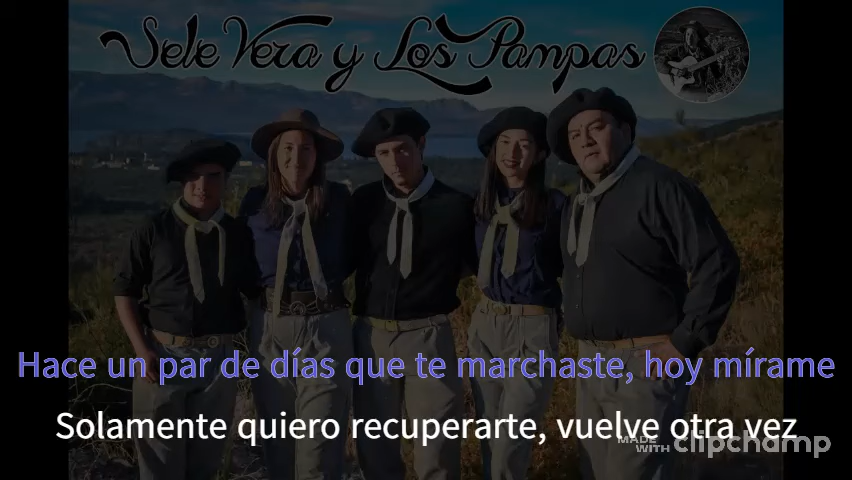 Sele Vera y Los Pampas
Hace un par de días que te marchaste, hoy mírame
Solamente quiero recuperarte, vuelve otra vez
MADE WITH clipchamp